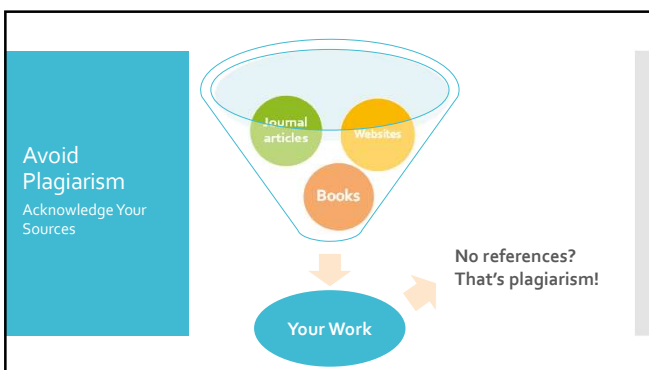 Avoid
Plagiarism
Acknowledge Your
Sources
Journal
articles
Websites
Books
Your Work
No references?
That's plagiarism!